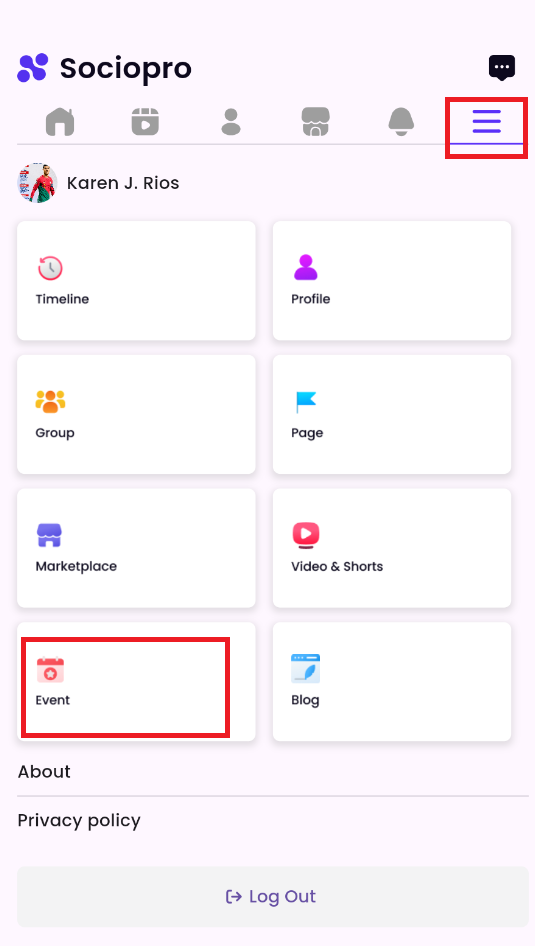 Sociopro
Karen J. Rios
Timeline
Profile
Group
Page
Marketplace
Video & Shorts
Event
Blog
About
Privacy policy
Log Out